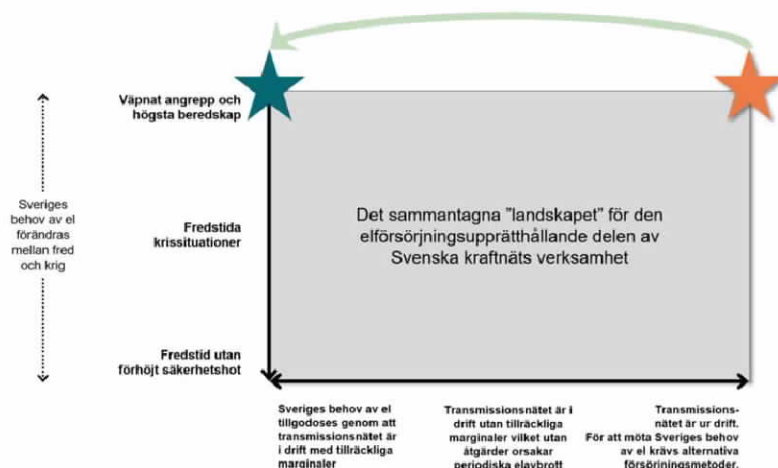 Väpnat angrepp och
högsta beredskap
Sveriges
behov av el
förändras
mellan fred
och krig
Fredstida
krissituationer
Det sammantagna "landskapet" för den
elförsörjningsupprätthållande delen av
Svenska kraftnäts verksamhet
Fredstid utan
förhöjt säkerhetshot
Sveriges behov av el
tillgodoses genom att
transmissionsnätet är
i drift med tillräckliga
marginaler
Transmissionsnätet är i
drift utan tillräckliga
marginaler vilket utan
åtgärder orsakar
periodiska elavbrott
Transmissions-
nätet är ur drift.
För att möta Sveriges behov
av el krävs alternativa
försörjningsmetoder.